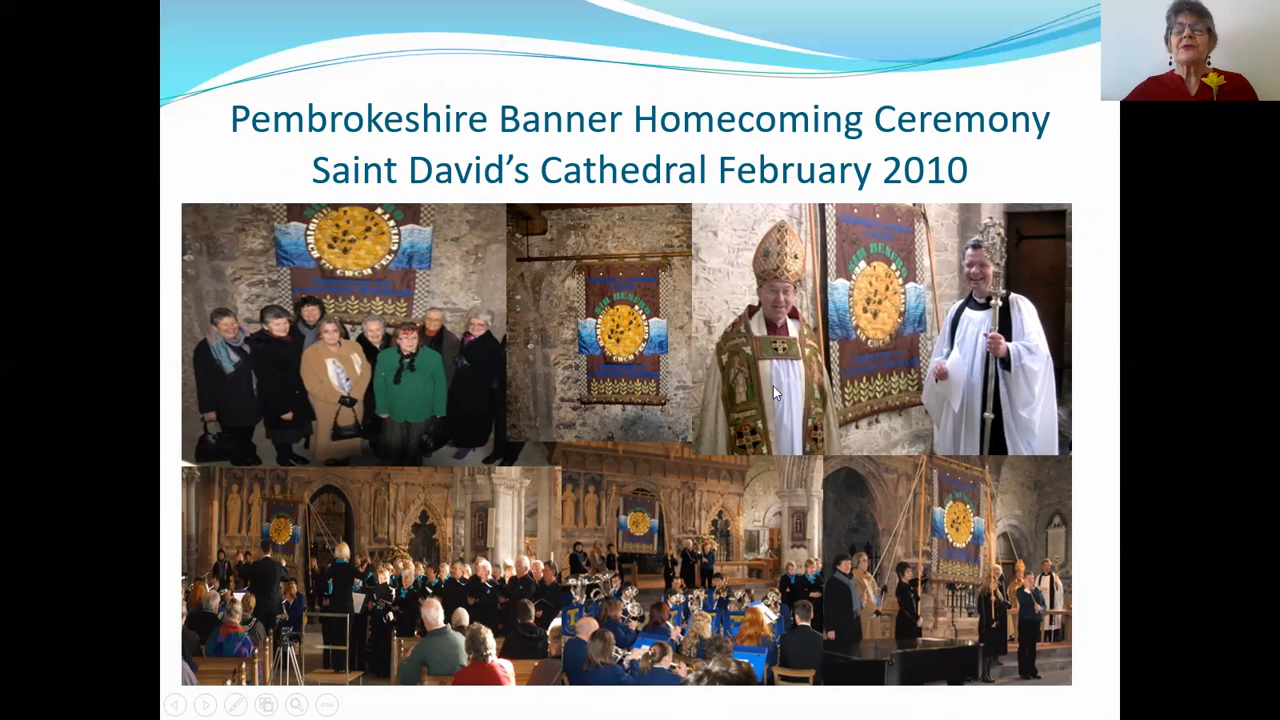 Pembrokeshire Banner Homecoming Ceremony
Saint David’s Cathedral February 2010